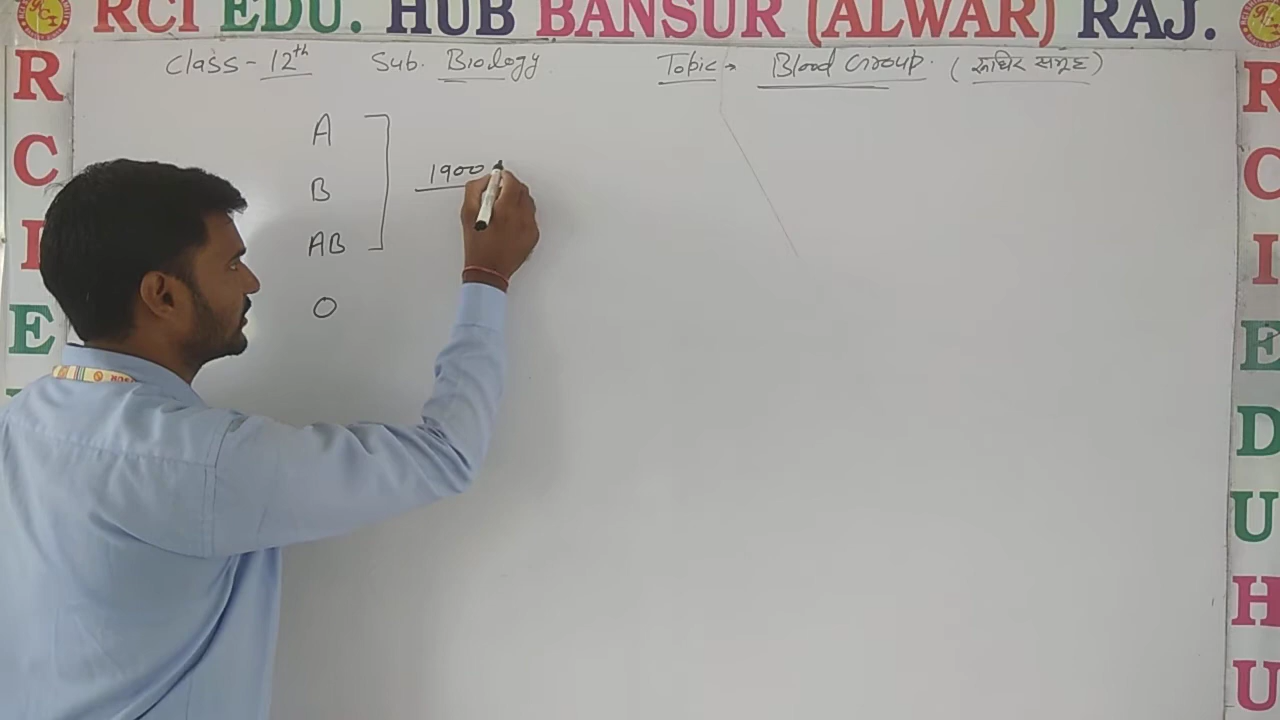 RCI EDU. HUB BANSUR (ALWAR) RAJ.
Class - 12th Sub. Biology Topic → Blood Group. (रूधिर समूह)
A
B
AB
O
1900
R
C
I
E
R
C
I
E
D
U
H
U